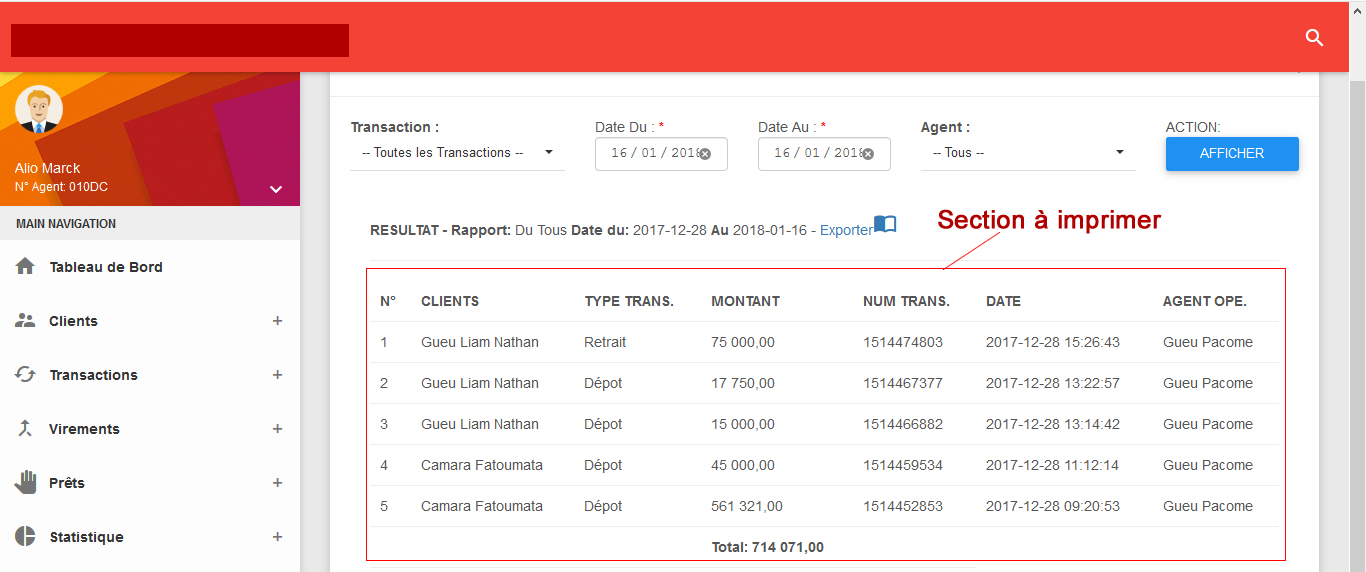 Alio Marck
N° Agent: 010DC
MAIN NAVIGATION
Tableau de Bord
Clients +
Transactions +
Virements +
Prêts +
Statistique +
Transaction : Date Du : * Date Au : * Agent : ACTION:
-- Toutes les Transactions -- 16 / 01 / 2018 16 / 01 / 2018 -- Tous -- AFFICHER
Section à imprimer
RESULTAT - Rapport: Du Tous Date du: 2017-12-28 Au 2018-01-16 - Exporter
N° CLIENTS TYPE TRANS. MONTANT NUM TRANS. DATE AGENT OPE.
1 Gueu Liam Nathan Retrait 75 000,00 1514474803 2017-12-28 15:26:43 Gueu Pacome
2 Gueu Liam Nathan Dépot 17 750,00 1514467377 2017-12-28 13:22:57 Gueu Pacome
3 Gueu Liam Nathan Dépot 15 000,00 1514466882 2017-12-28 13:14:42 Gueu Pacome
4 Camara Fatoumata Dépot 45 000,00 1514459534 2017-12-28 11:12:14 Gueu Pacome
5 Camara Fatoumata Dépot 561 321,00 1514452853 2017-12-28 09:20:53 Gueu Pacome
Total: 714 071,00